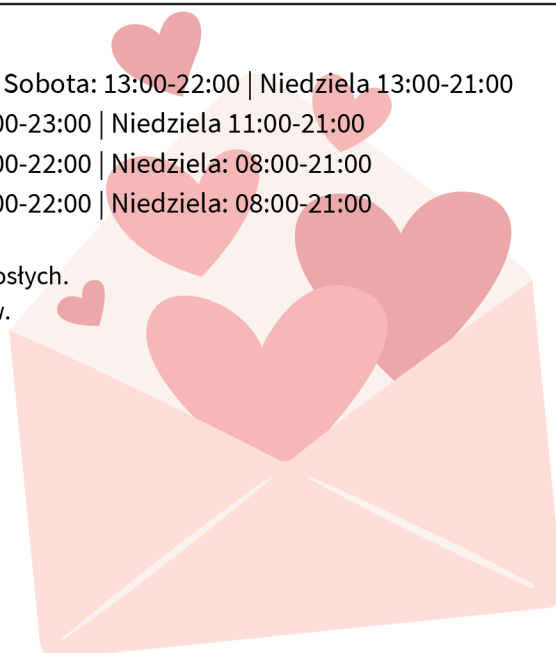 Sobota: 13:00-22:00 | Niedziela 13:00-21:00
00-23:00 | Niedziela 11:00-21:00
00-22:00 | Niedziela: 08:00-21:00
00-22:00 | Niedziela: 08:00-21:00
osłych.